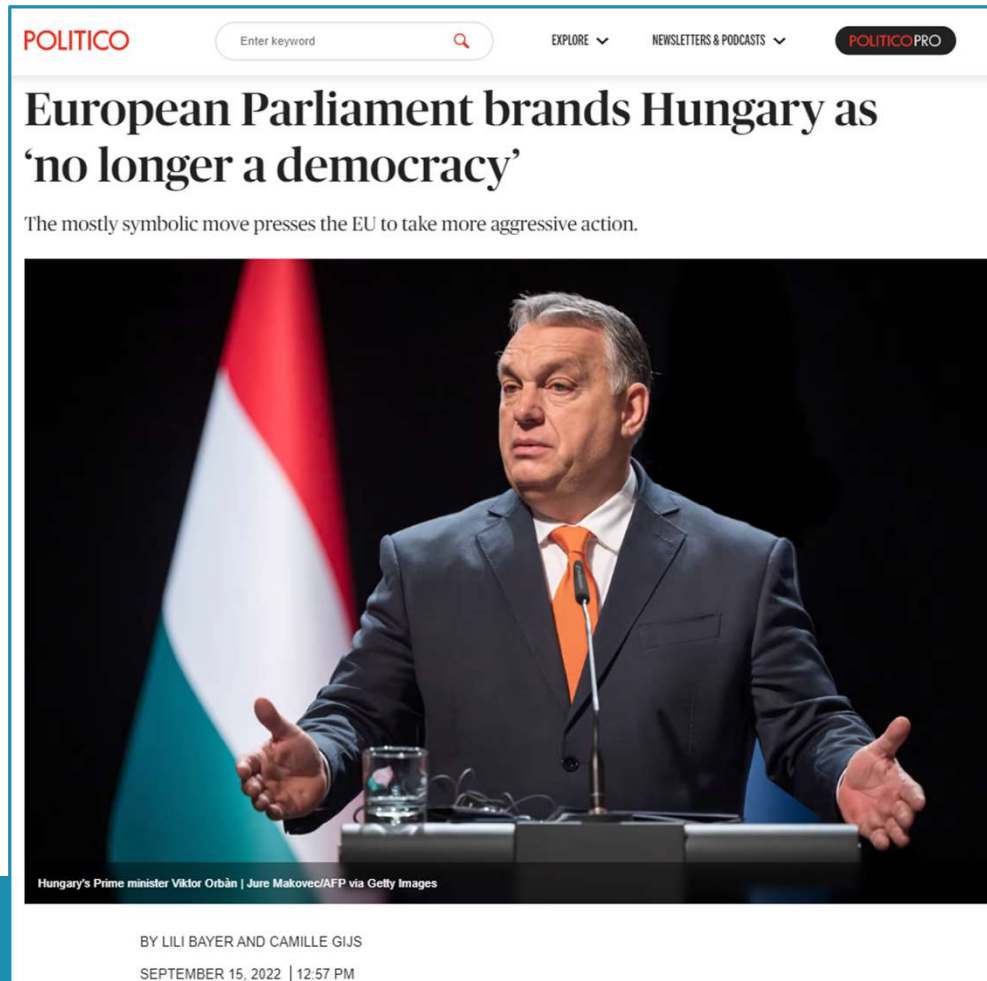 POLITICO
Enter keyword
EXPLORE
NEWSLETTERS & PODCASTS
POLITICOPRO
European Parliament brands Hungary as
‘no longer a democracy’
The mostly symbolic move presses the EU to take more aggressive action.
Hungary's Prime minister Viktor Orbàn | Jure Makovec/AFP via Getty Images
BY LILI BAYER AND CAMILLE GIJS
SEPTEMBER 15, 2022 | 12:57 PM